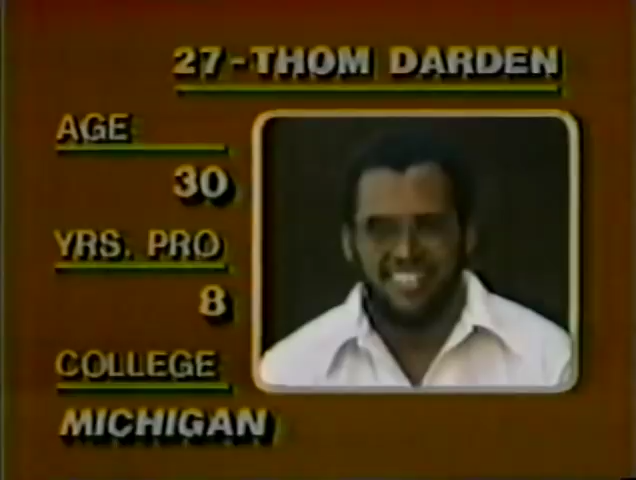 27-THOM DARDEN
AGE
30
YRS. PRO
8
COLLEGE
MICHIGAN